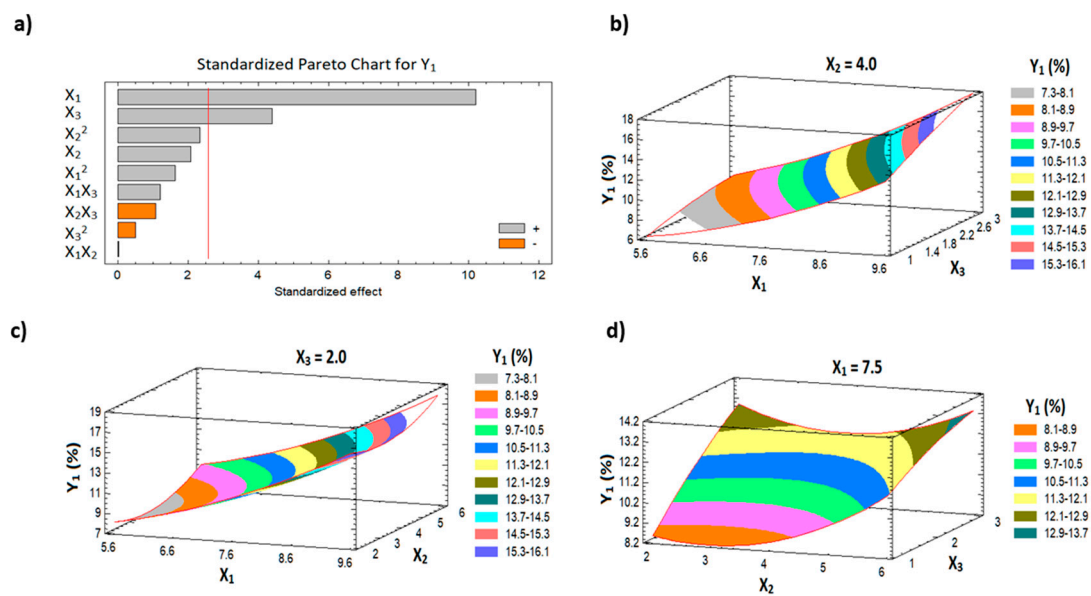 a)
Standardized Pareto Chart for Y₁
X₁
X₃
X₂²
X₂
X₁²
X₁X₃
X₂X₃
X₃²
X₁X₂
+
-
0 2 4 6 8 10 12
Standardized effect
b)
X₂ = 4.0
Y₁ (%)
18
16
14
12
10
8
6
5.6 6.6 7.6 8.6 9.6
X₁
1 1.4 1.8 2.2 2.6 3
X₃
Y₁ (%)
7.3-8.1
8.1-8.9
8.9-9.7
9.7-10.5
10.5-11.3
11.3-12.1
12.1-12.9
12.9-13.7
13.7-14.5
14.5-15.3
15.3-16.1
c)
X₃ = 2.0
Y₁ (%)
19
17
15
13
11
9
7
5.6 6.6 7.6 8.6 9.6
X₁
2 3 4 5 6
X₂
Y₁ (%)
7.3-8.1
8.1-8.9
8.9-9.7
9.7-10.5
10.5-11.3
11.3-12.1
12.1-12.9
12.9-13.7
13.7-14.5
14.5-15.3
15.3-16.1
d)
X₁ = 7.5
Y₁ (%)
14.2
12.2
12.2
10.2
10.2
9.2
8.2
2 3 4 5 6
X₂
1 2 3
X₃
Y₁ (%)
8.1-8.9
8.9-9.7
9.7-10.5
10.5-11.3
11.3-12.1
12.1-12.9
12.9-13.7